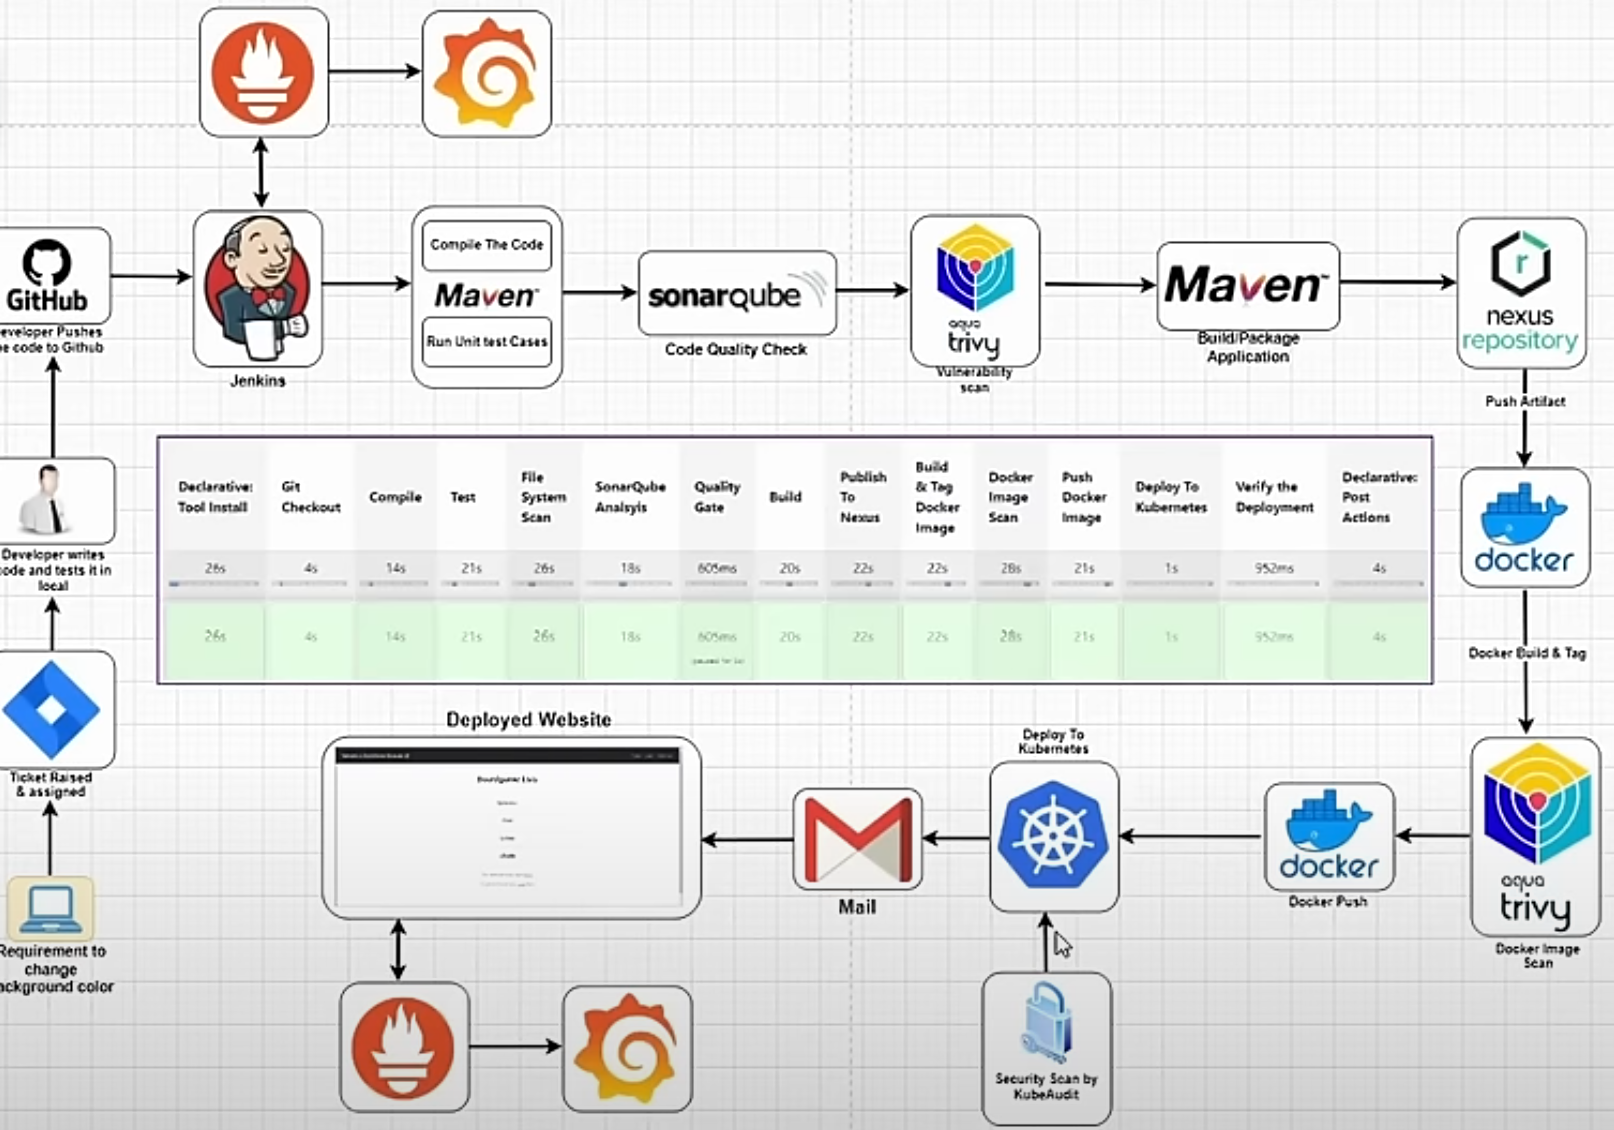 GitHub
eveloper Pushes
e code to Github
Jenkins
Compile The Code
Maven™
Run Unit test Cases
sonarqube
Code Quality Check
aqua
trivy
Vulnerability
scan
Maven™
Build/Package
Application
nexus
repository
Push Artifact
Developer writes
ode and tests it in
local
Declarative:
Tool Install
Git
Checkout
Compile
Test
File
System
Scan
SonarQube
Analsyis
Quality
Gate
Build
Publish
To
Nexus
Build
& Tag
Docker
Image
Docker
Image
Scan
Push
Docker
Image
Deploy To
Kubernetes
Verify the
Deployment
Declarative:
Post
Actions
26s 4s 14s 21s 26s 18s 605ms 20s 22s 22s 28s 21s 1s 952ms 4s
26s 4s 14s 21s 26s 18s 605ms 20s 22s 22s 28s 21s 1s 952ms 4s
docker
Docker Build & Tag
Ticket Raised
& assigned
Requirement to
change
ackground color
Deployed Website
Mail
Deploy To
Kubernetes
docker
Docker Push
aqua
trivy
Docker Image
Scan
Security Scan by
KubeAudit